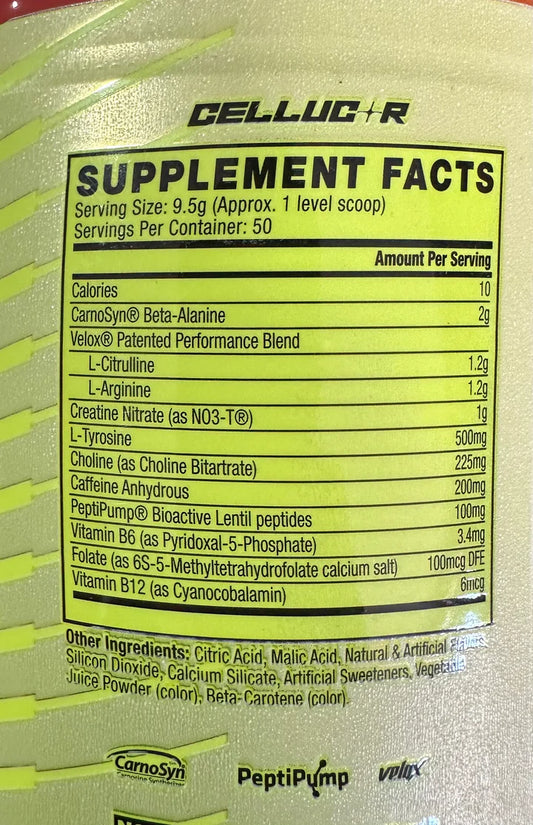 CELLUCOR
SUPPLEMENT FACTS
Serving Size: 9.5g (Approx. 1 level scoop)
Servings Per Container: 50
Amount Per Serving
Calories 10
CarnoSyn® Beta-Alanine 2g
Velox® Patented Performance Blend
L-Citrulline 1.2g
L-Arginine 1.2g
Creatine Nitrate (as NO3-T®) 1g
L-Tyrosine 500mg
Choline (as Choline Bitartrate) 225mg
Caffeine Anhydrous 200mg
PeptiPump® Bioactive Lentil peptides 100mg
Vitamin B6 (as Pyridoxal-5-Phosphate) 3.4mg
Folate (as 6S-5-Methyltetrahydrofolate calcium salt) 100mcg DFE
Vitamin B12 (as Cyanocobalamin) 6mcg
Other Ingredients: Citric Acid, Malic Acid, Natural & Artificial Flavors,
Silicon Dioxide, Calcium Silicate, Artificial Sweeteners, Vegetable
Juice Powder (color), Beta-Carotene (color).
CarnoSyn®
Carnosine Synthesizer
PeptiPump
velox